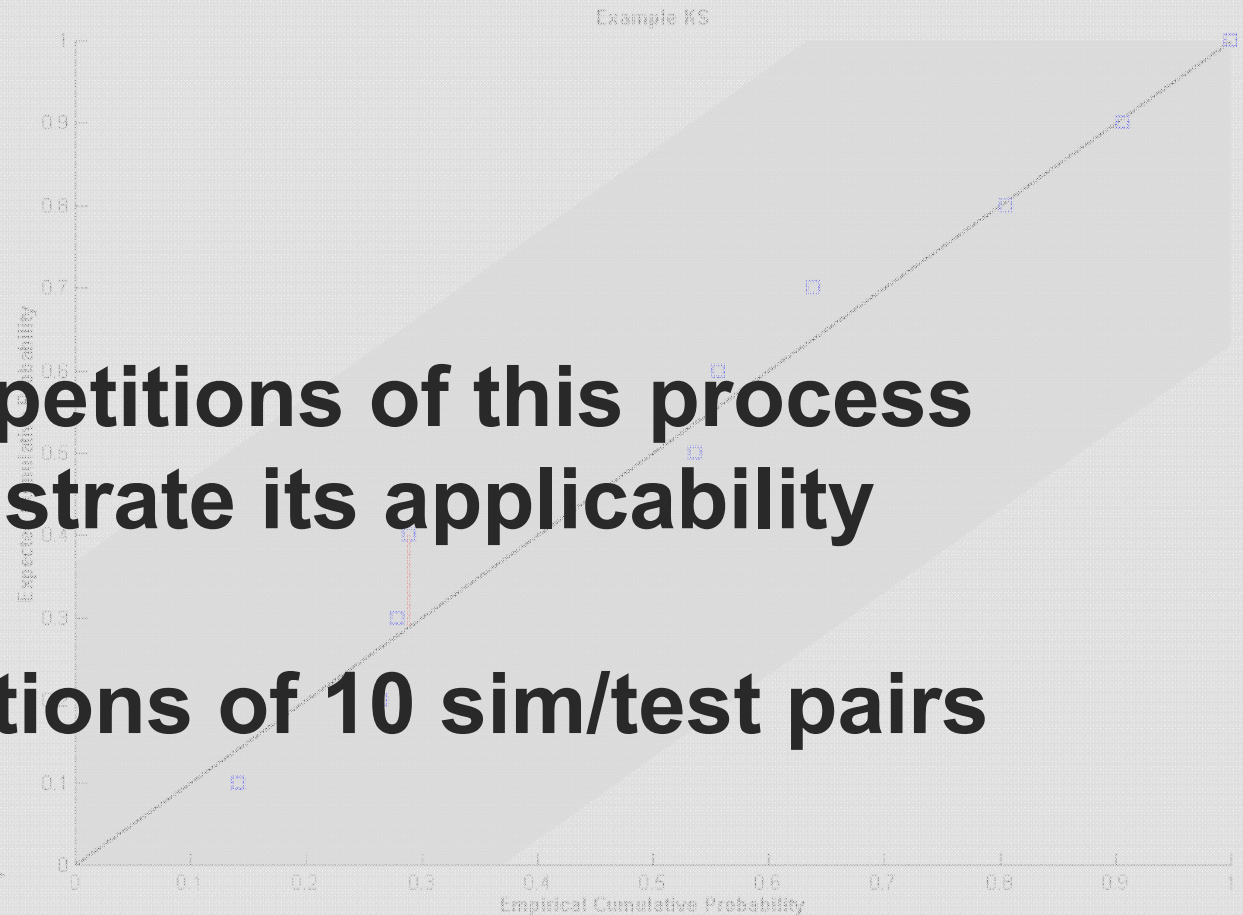 Example KS
1
0.9
0.8
0.7
0.6
petitions of this process
0.5
strate its applicability
0.4
0.3
tions of 10 sim/test pairs
0.1
0
0 0.1 0.2 0.3 0.4 0.5 0.6 0.7 0.8 0.9 1
Empirical Cumulative Probability